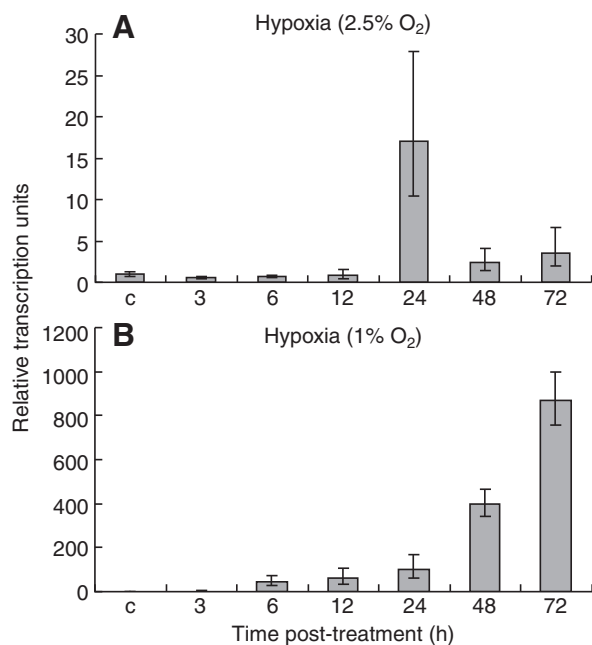 A
Hypoxia (2.5% O₂)
30
25
20
15
10
5
0
c 3 6 12 24 48 72
B
Hypoxia (1% O₂)
1200
1000
800
600
400
200
0
c 3 6 12 24 48 72
Relative transcription units
Time post-treatment (h)